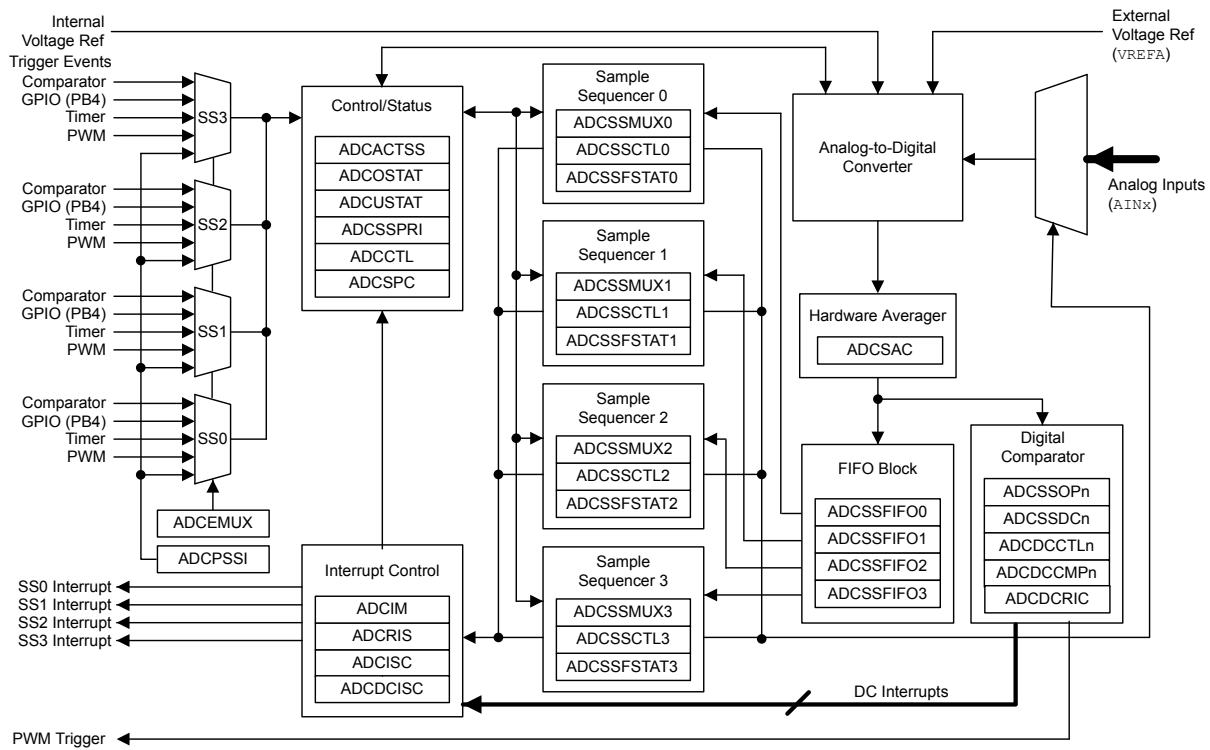 Internal
Voltage Ref
Trigger Events
Comparator
GPIO (PB4)
Timer
PWM
SS3
Comparator
GPIO (PB4)
Timer
PWM
SS2
Comparator
GPIO (PB4)
Timer
PWM
SS1
Comparator
GPIO (PB4)
Timer
PWM
SS0
ADCEMUX
ADCPSSI
SS0 Interrupt
SS1 Interrupt
SS2 Interrupt
SS3 Interrupt
PWM Trigger
Control/Status
ADCACTSS
ADCOSTAT
ADCUSTAT
ADCSSPRI
ADCCTL
ADCSPC
Interrupt Control
ADCIM
ADCRIS
ADCISC
ADCDCISC
Sample
Sequencer 0
ADCSSMUX0
ADCSSCTL0
ADCSSFSTAT0
Sample
Sequencer 1
ADCSSMUX1
ADCSSCTL1
ADCSSFSTAT1
Sample
Sequencer 2
ADCSSMUX2
ADCSSCTL2
ADCSSFSTAT2
Sample
Sequencer 3
ADCSSMUX3
ADCSSCTL3
ADCSSFSTAT3
External
Voltage Ref
(VREFA)
Analog-to-Digital
Converter
Analog Inputs
(AINx)
Hardware Averager
ADCSAC
FIFO Block
ADCSSFIFO0
ADCSSFIFO1
ADCSSFIFO2
ADCSSFIFO3
Digital
Comparator
ADCSSOPn
ADCSSDCn
ADCDCCTLn
ADCDCCMPn
ADCDCRIC
DC Interrupts